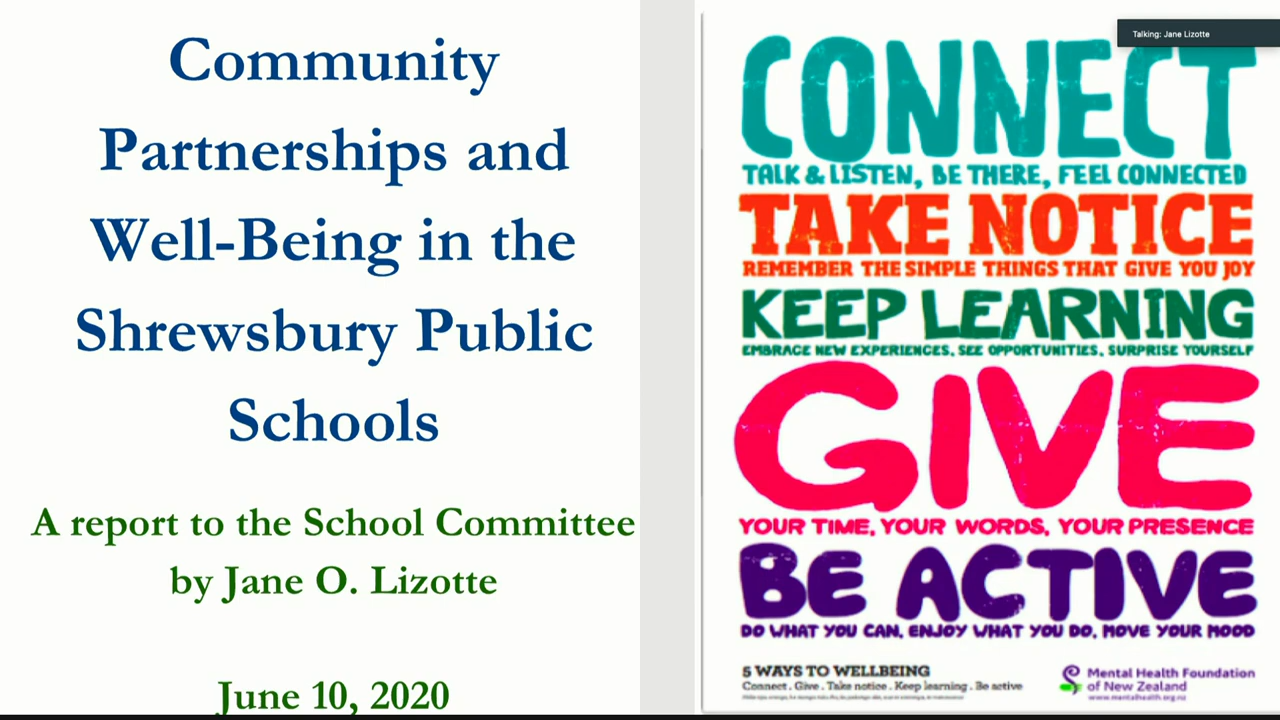 Community
Partnerships and
Well-Being in the
Shrewsbury Public
Schools
A report to the School Committee
by Jane O. Lizotte
June 10, 2020
Talking: Jane Lizotte
CONNECT
TALK & LISTEN, BE THERE, FEEL CONNECTED
TAKE NOTICE
REMEMBER THE SIMPLE THINGS THAT GIVE YOU JOY
KEEP LEARNING
EMBRACE NEW EXPERIENCES, SEE OPPORTUNITIES, SURPRISE YOURSELF
GIVE
YOUR TIME, YOUR WORDS, YOUR PRESENCE
BE ACTIVE
DO WHAT YOU CAN, ENJOY WHAT YOU DO, MOVE YOUR MOOD
5 WAYS TO WELLBEING
Connect . Give . Take notice . Keep learning . Be active
Mental Health Foundation
of New Zealand
www.mentalhealth.org.nz